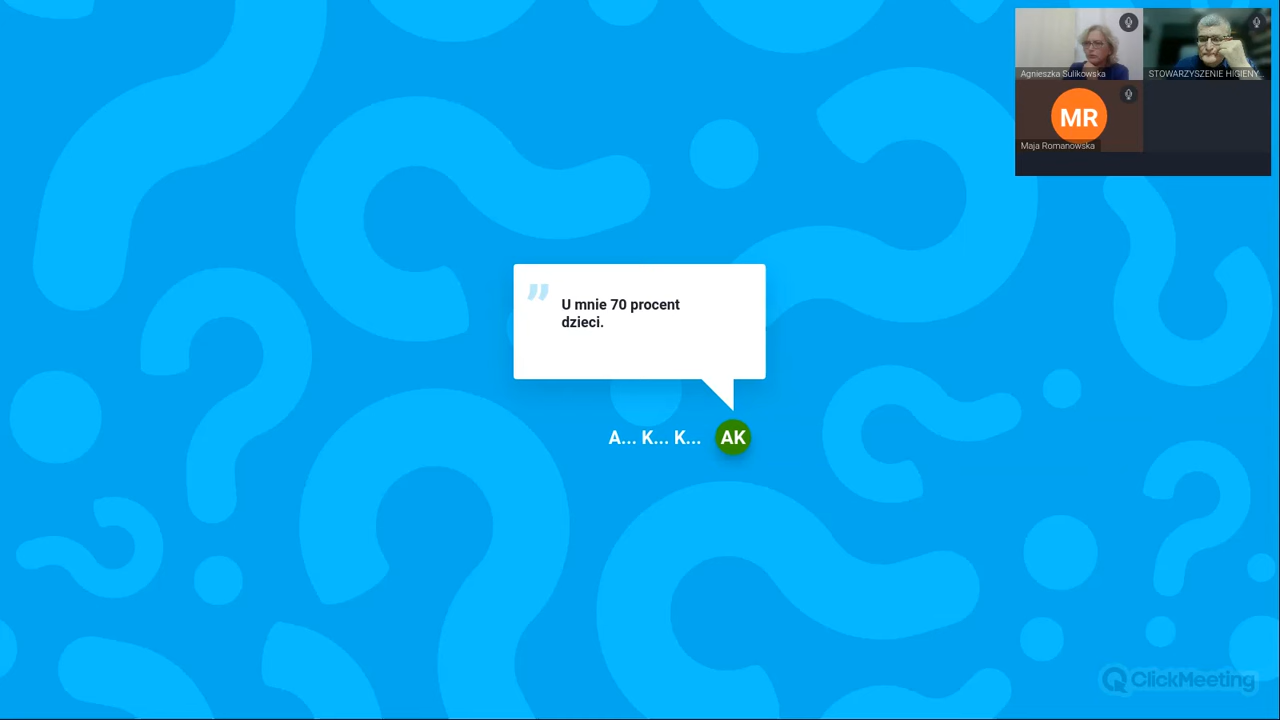 Agnieszka Sulikowska
STOWARZYSZENIE HIGIENY...
MR
Maja Romanowska
U mnie 70 procent
dzieci.
A... K... K...
AK
ClickMeeting